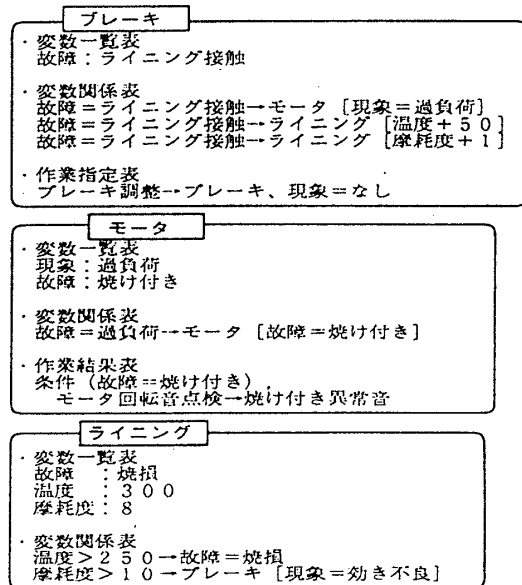 ブレーキ
・変数一覧表
故障：ライニング接触
・変数関係表
故障＝ライニング接触→モータ［現象＝過負荷］
故障＝ライニング接触→ライニング［温度＋５０］
故障＝ライニング接触→ライニング［摩耗度＋１］
・作業指定表
ブレーキ調整→ブレーキ、現象＝なし
モータ
・変数一覧表
現象：過負荷
故障：焼け付き
・変数関係表
故障＝過負荷→モータ［故障＝焼け付き］
・作業結果表
条件（故障＝＝焼け付き），
モータ回転音点検→焼け付き異常音
ライニング
・変数一覧表
故障　：焼損
温度　：３００
摩耗度：８
・変数関係表
温度＞２５０→故障＝焼損
摩耗度＞１０→ブレーキ［現象＝効き不良］